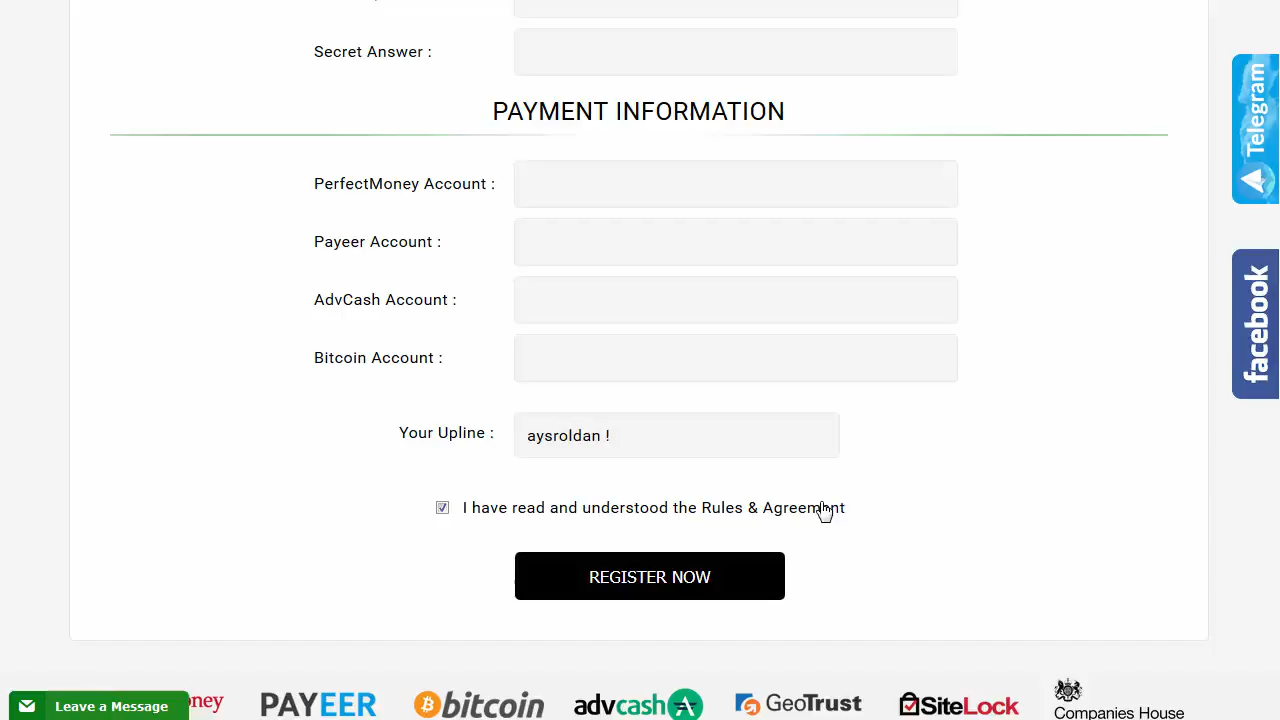 Secret Answer :
PAYMENT INFORMATION
PerfectMoney Account :
Payeer Account :
AdvCash Account :
Bitcoin Account :
Your Upline :
aysroldan !
I have read and understood the Rules & Agreement
REGISTER NOW
Telegram
facebook
Leave a Message
oney
PAYEER
bitcoin
advcash
GeoTrust
SiteLock
Companies House